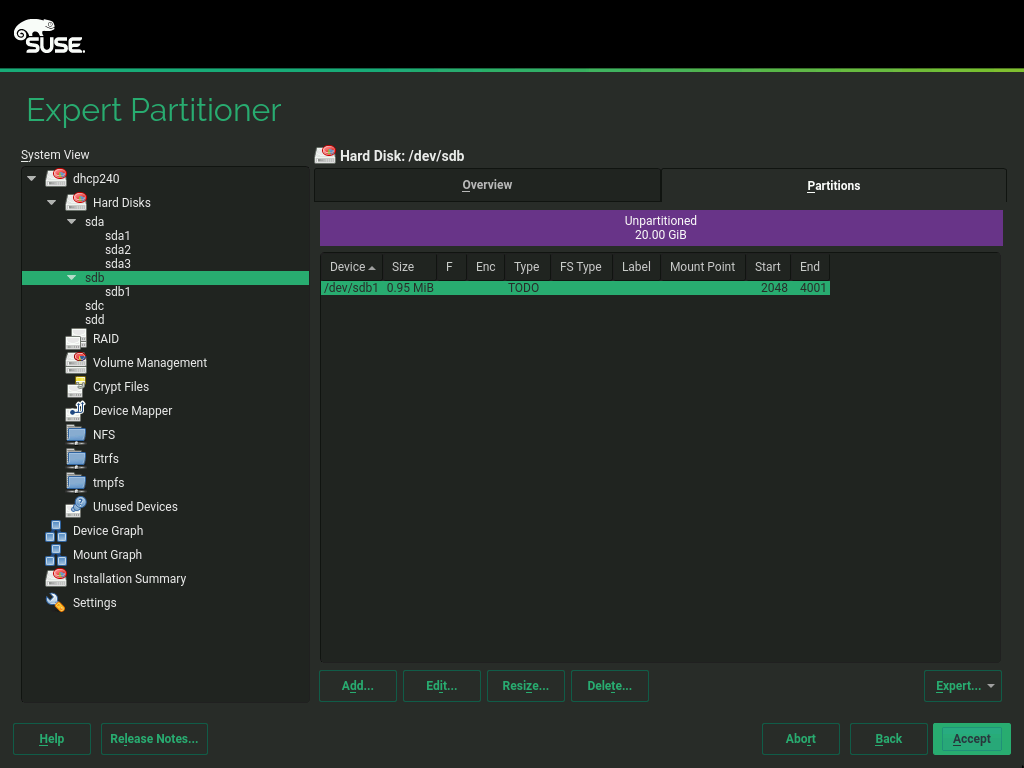 SUSE.
Expert Partitioner
System View
dhcp240
Hard Disks
sda
sda1
sda2
sda3
sdb
sdb1
sdc
sdd
RAID
Volume Management
Crypt Files
Device Mapper
NFS
Btrfs
tmpfs
Unused Devices
Device Graph
Mount Graph
Installation Summary
Settings
Hard Disk: /dev/sdb
Overview Partitions
Unpartitioned
20.00 GiB
Device Size F Enc Type FS Type Label Mount Point Start End
/dev/sdb1 0.95 MiB TODO 2048 4001
Add... Edit... Resize... Delete... Expert...
Help Release Notes... Abort Back Accept